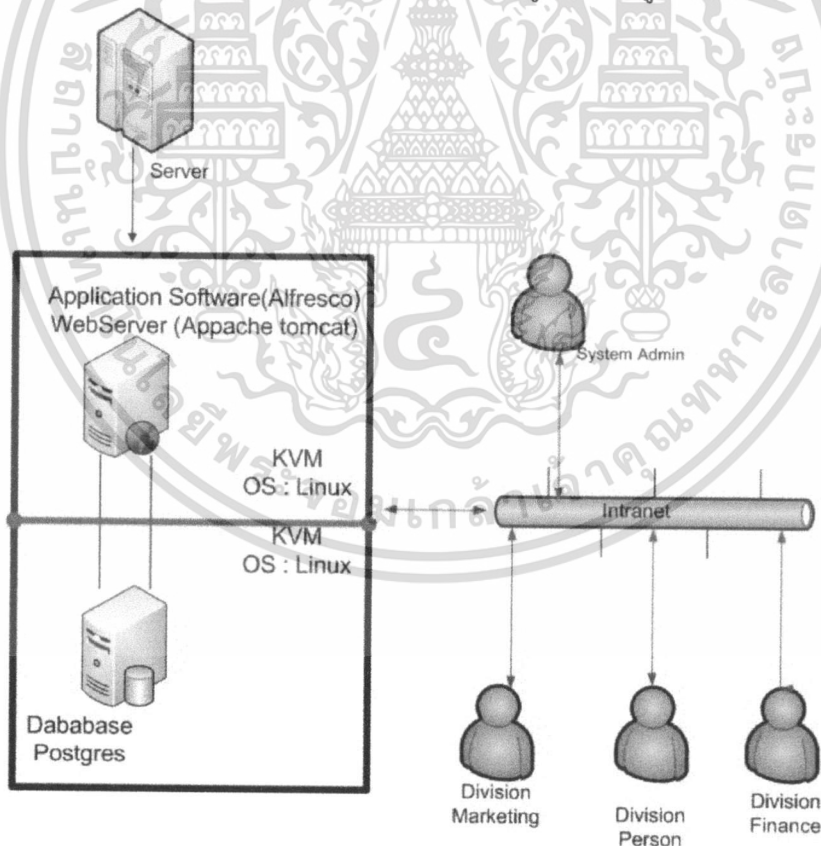 Server
Application Software(Alfresco)
WebServer (Appache tomcat)
KVM
OS : Linux
KVM
OS : Linux
Dababase
Postgres
System Admin
Intranet
Division
Marketing
Division
Person
Division
Finance